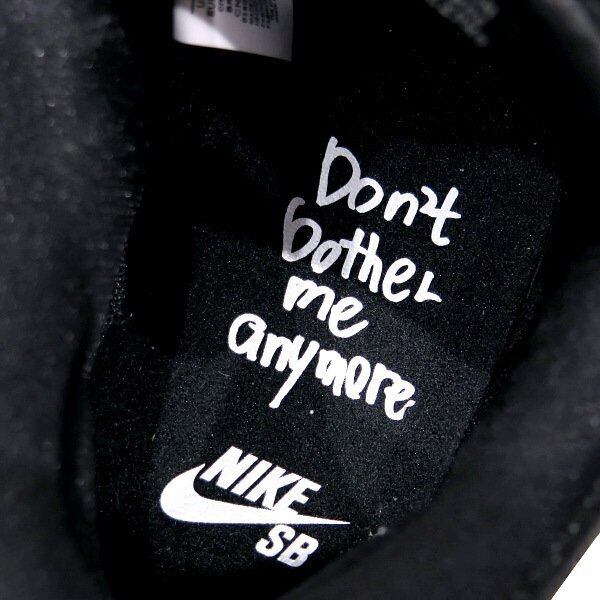 Don't
bother
me
anymore
NIKE
SB